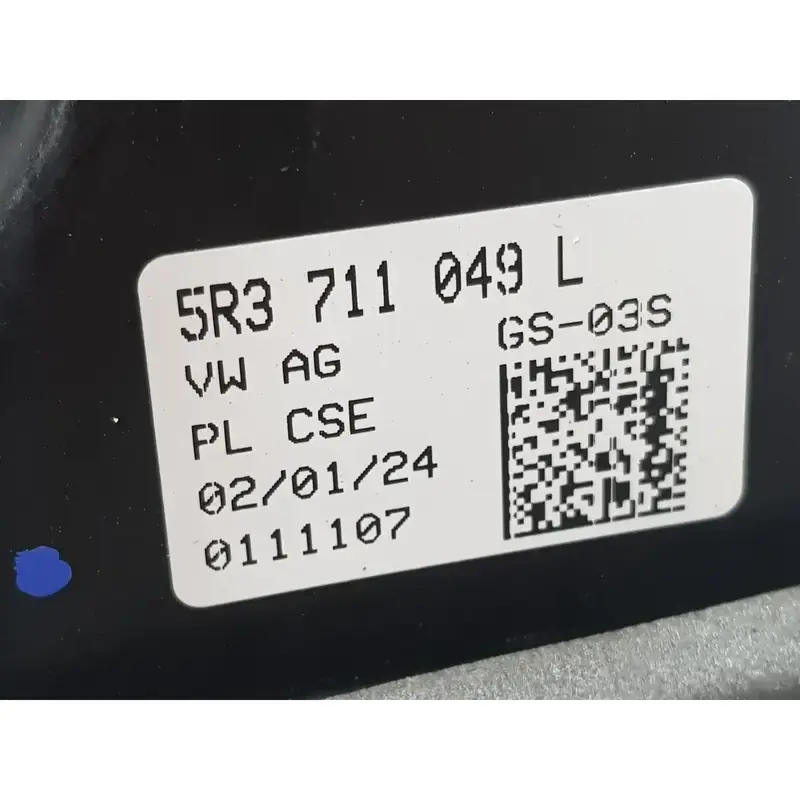 5R3 711 049 L
GS-03S
VW AG
PL CSE
02/01/24
0111107